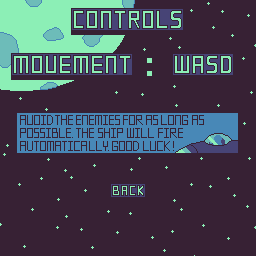 CONTROLS
MOVEMENT : WASD
AVOID THE ENEMIES FOR AS LONG AS
POSSIBLE. THE SHIP WILL FIRE
AUTOMATICALLY. GOOD LUCK!
BACK